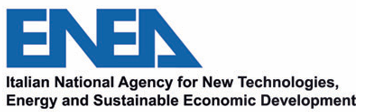 ENEA
Italian National Agency for New Technologies,
Energy and Sustainable Economic Development